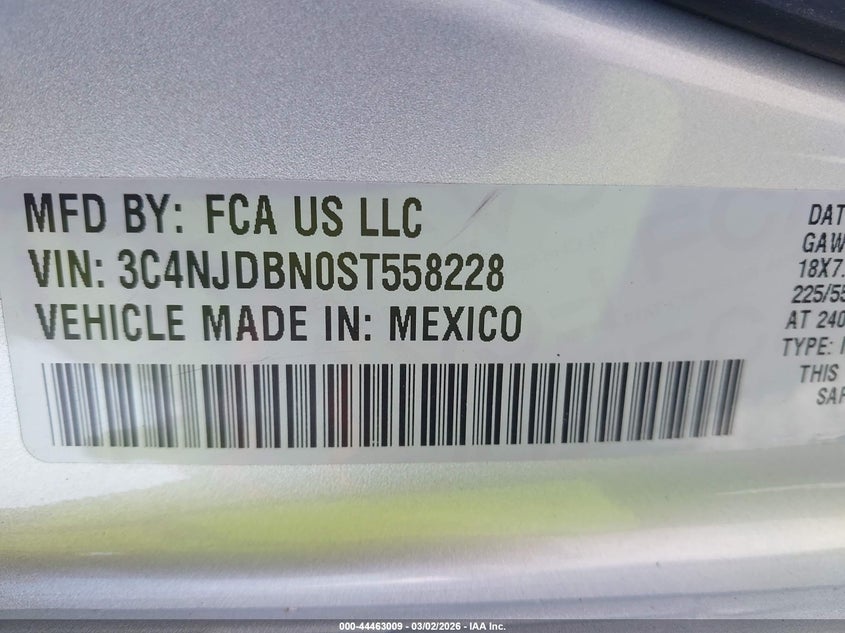 MFD BY: FCA US LLC
VIN: 3C4NJDBN0ST558228
VEHICLE MADE IN: MEXICO
DAT
GAW
18X7.
225/55
AT 240
TYPE:
THIS
SAF
000-44463009 - 03/02/2026 - IAA Inc.